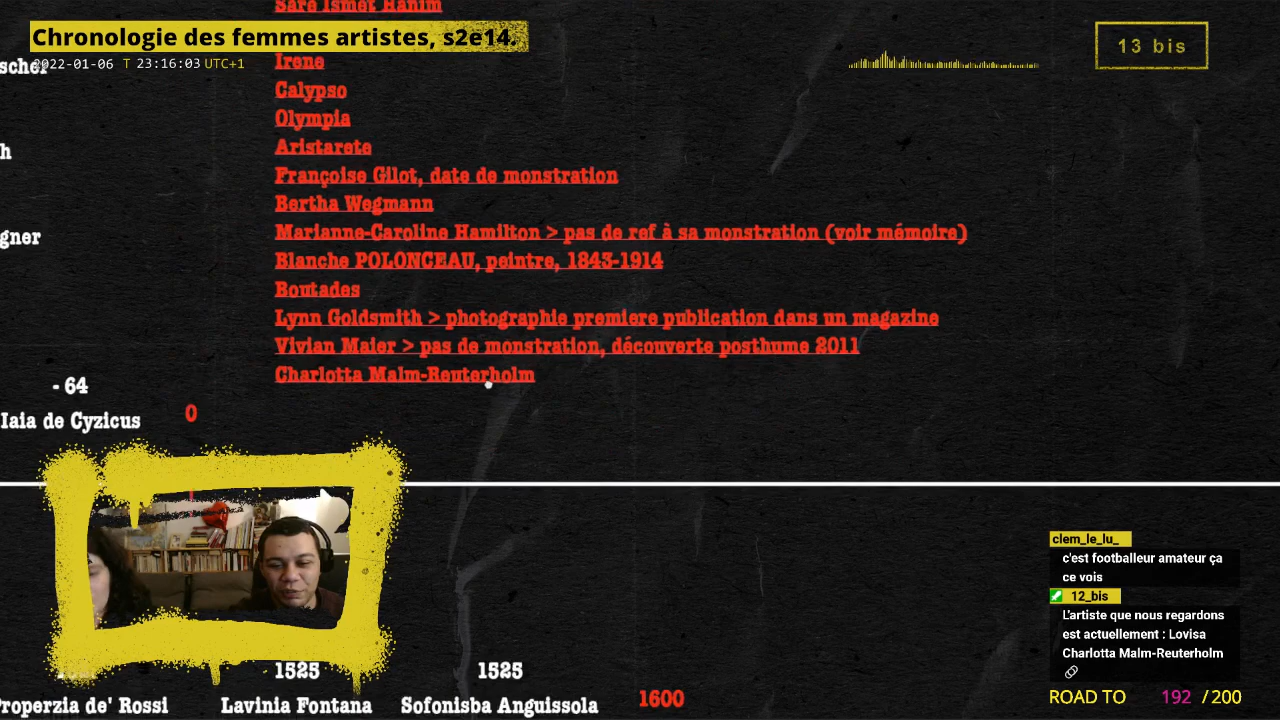 Sare Ismet Hanim
Chronologie des femmes artistes, s2e14.
2022-01-06 T 23:16:03 UTC+1
13 bis
scher
Irene
Calypso
Olympia
h
Aristarete
Françoise Gilot, date de monstration
Bertha Wegmann
gner
Marianne-Caroline Hamilton > pas de ref à sa monstration (voir mémoire)
Blanche POLONCEAU, peintre, 1843-1914
Boutades
Lynn Goldsmith > photographie premiere publication dans un magazine
Vivian Maier > pas de monstration, découverte posthume 2011
Charlotta Malm-Reuterholm
- 64
Iaia de Cyzicus
0
clem_le_lu_
c'est footballeur amateur ça
ce vois
12_bis
L'artiste que nous regardons
est actuellement : Lovisa
Charlotta Malm-Reuterholm
ROAD TO 192 / 200
1525
1525
Properzia de' Rossi
Lavinia Fontana
Sofonisba Anguissola
1600